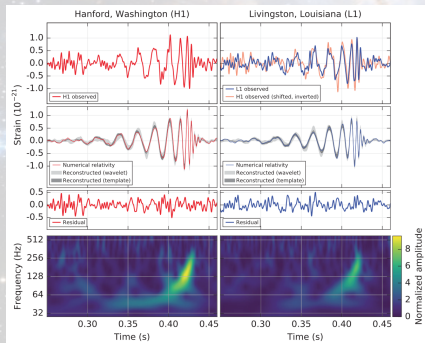 Hanford, Washington (H1)
Livingston, Louisiana (L1)
1.0
0.5
0.0
-0.5
-1.0
H1 observed
L1 observed
H1 observed (shifted, inverted)
Strain (10⁻²¹)
1.0
0.5
0.0
-0.5
-1.0
Numerical relativity
Reconstructed (wavelet)
Reconstructed (template)
Numerical relativity
Reconstructed (wavelet)
Reconstructed (template)
0.5
0.0
-0.5
Residual
Residual
Frequency (Hz)
512
256
128
64
32
0.30
0.35
0.40
0.45
0.30
0.35
0.40
0.45
Time (s)
Time (s)
8
6
4
2
0
Normalized amplitude